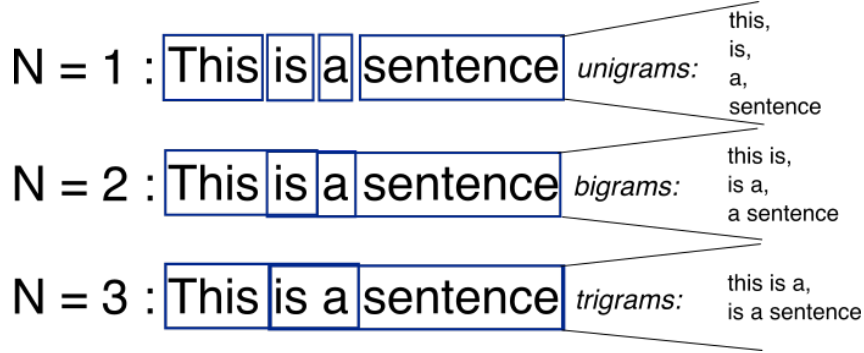 N = 1 : This is a sentence unigrams:
this,
is,
a,
sentence
N = 2 : This is a sentence bigrams:
this is,
is a,
a sentence
N = 3 : This is a sentence trigrams:
this is a,
is a sentence